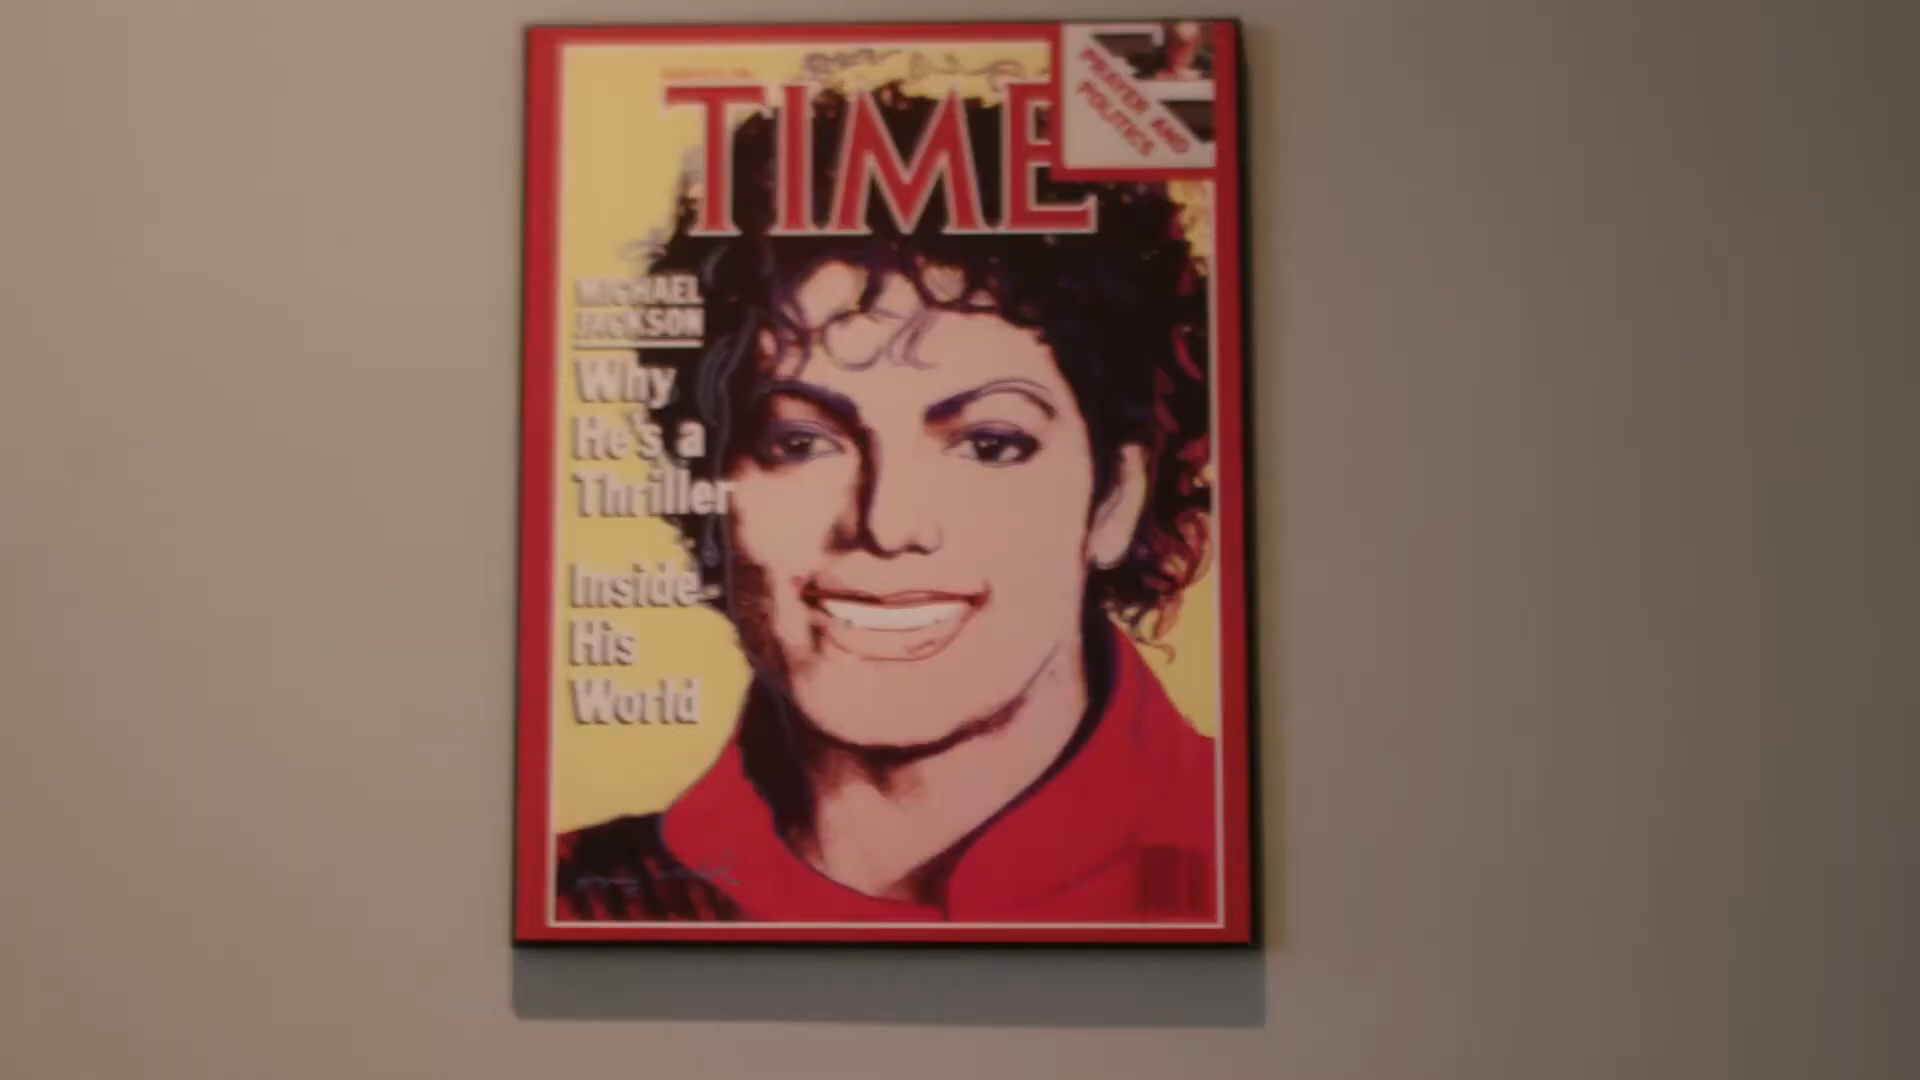 TIME
PRAYER AND
POLITICS
MICHAEL
JACKSON
Why
He's a
Thriller
Inside
His
World